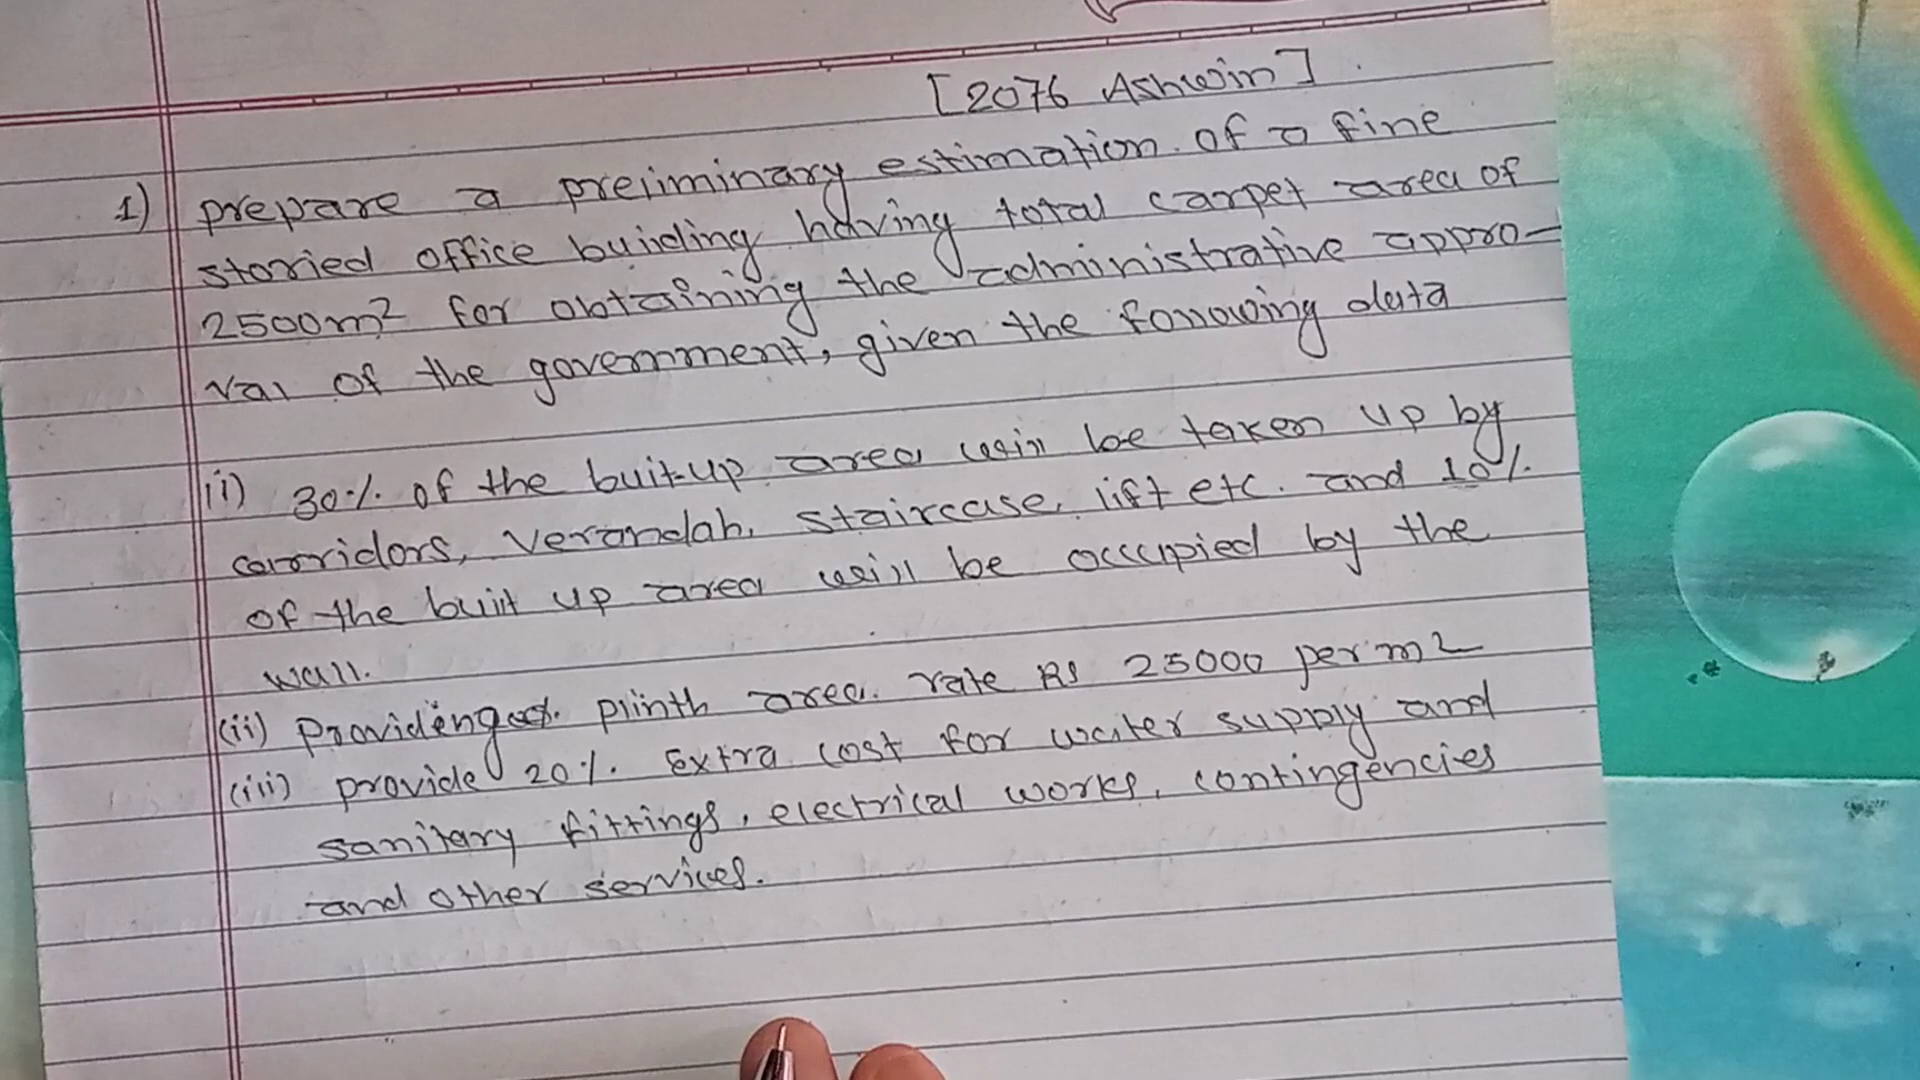 [2076 Ashwin]
1) prepare a preliminary estimation of a fine
storied office building having total carpet area of
2500m² for obtaining the administrative appro-
val of the government, given the following data
(i) 30% of the built-up area will be taken up by
corridors, verandah, staircase, lift etc. and 10%
of the built up area will be occupied by the
wall.
(ii) Providing plinth area rate RS 25000 per m2
(iii) provide 20% Extra cost for water supply and
sanitary fittings, electrical works, contingencies
and other services.